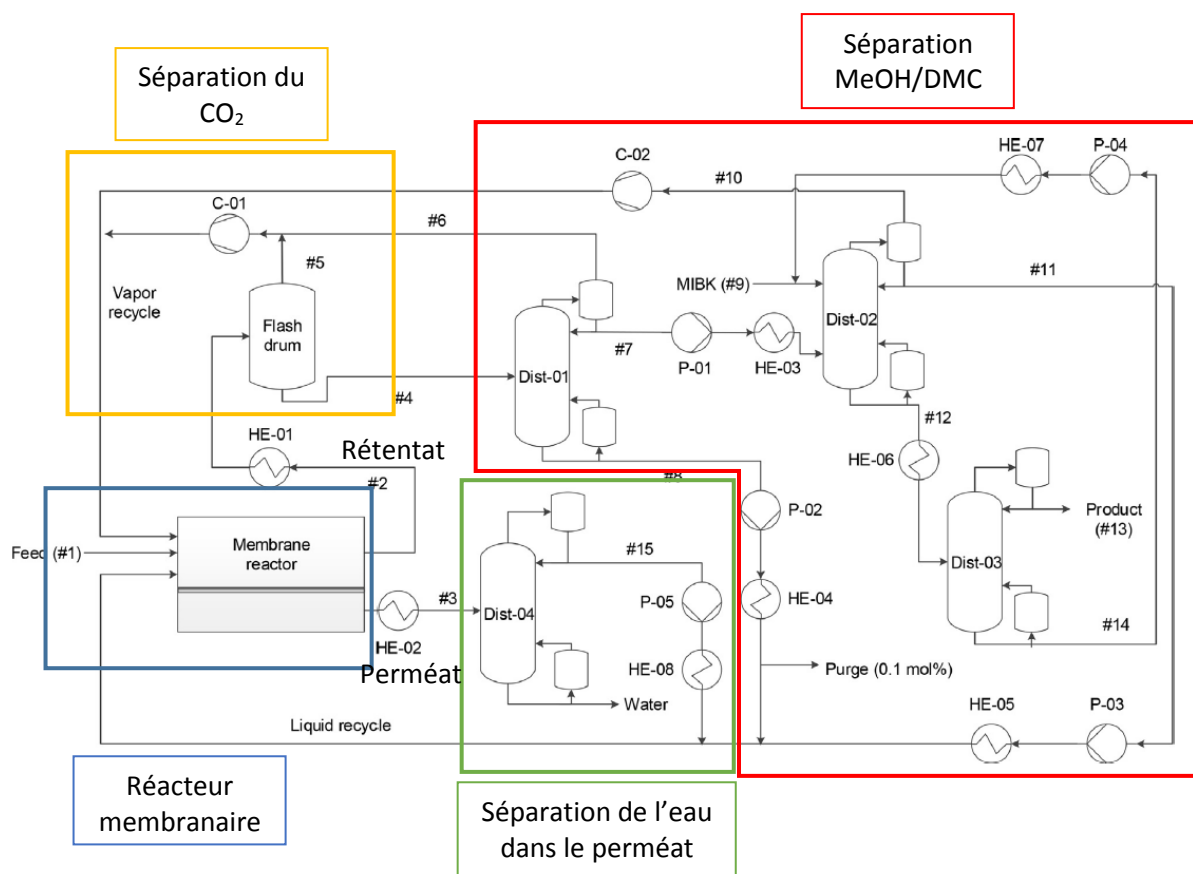 Séparation
MeOH/DMC
Séparation du
CO₂
HE-07
P-04
C-02
#10
C-01
#6
#5
#11
Vapor
recycle
MIBK (#9)
Flash
drum
Dist-02
#7
Dist-01
P-01
HE-03
#4
#12
HE-01
Rétentat
HE-06
#2
#8
P-02
Product
(#13)
Feed (#1)
Membrane
reactor
#15
Dist-03
#3
Dist-04
P-05
HE-04
#14
HE-02
Perméat
HE-08
Purge (0.1 mol%)
Water
HE-05
P-03
Liquid recycle
Réacteur
membranaire
Séparation de l’eau
dans le perméat